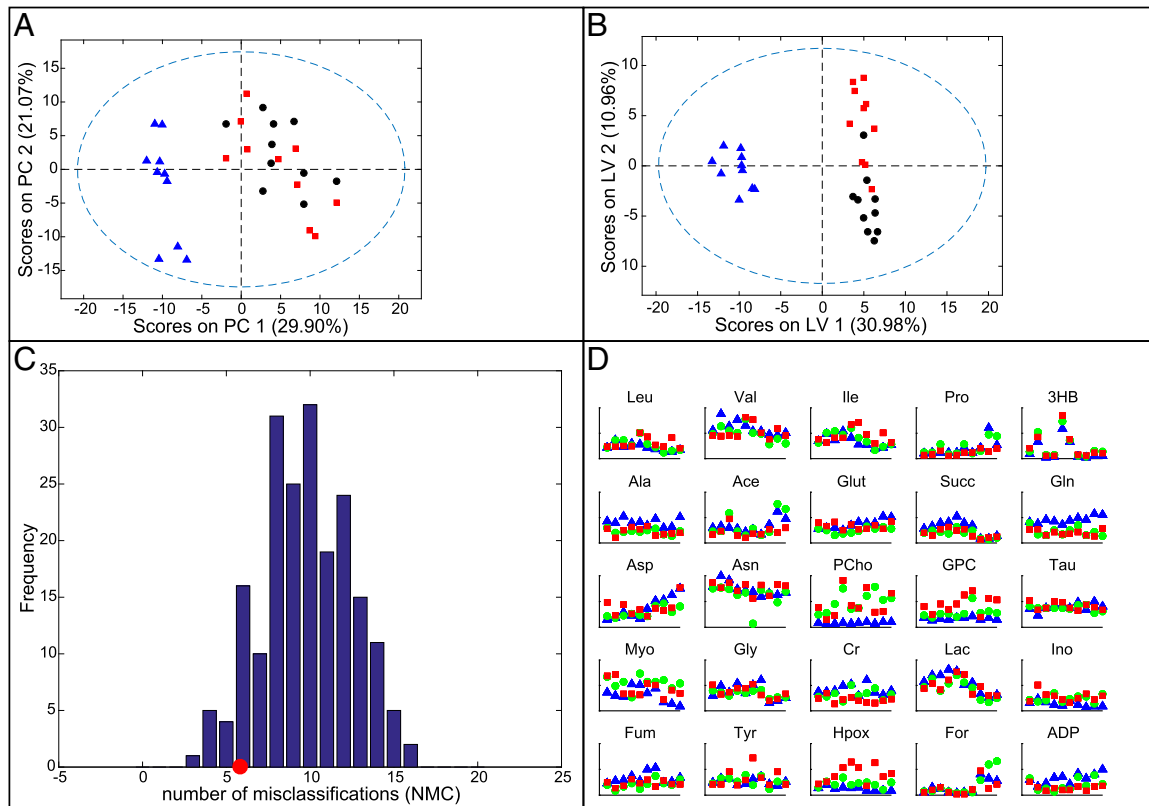 A
Scores on PC 2 (21.07%)
15
10
5
0
-5
-10
-15
-20 -15 -10 -5 0 5 10 15 20
Scores on PC 1 (29.90%)
B
Scores on LV 2 (10.96%)
10
5
0
-5
10
-20 -15 -10 -5 0 5 10 15 20
Scores on LV 1 (30.98%)
C
Frequency
35
30
25
20
15
10
5
0
-5 0 5 10 15 20 25
number of misclassifications (NMC)
D
Leu Val Ile Pro 3HB
Ala Ace Glut Succ Gln
Asp Asn PCho GPC Tau
Myo Gly Cr Lac Ino
Fum Tyr Hpox For ADP